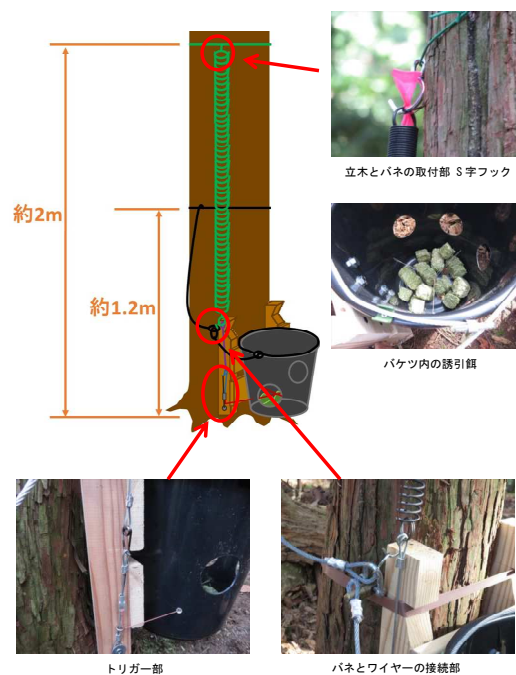 約2m
立木とバネの取付部 S字フック
約1.2m
バケツ内の誘引餌
トリガー部
バネとワイヤーの接続部